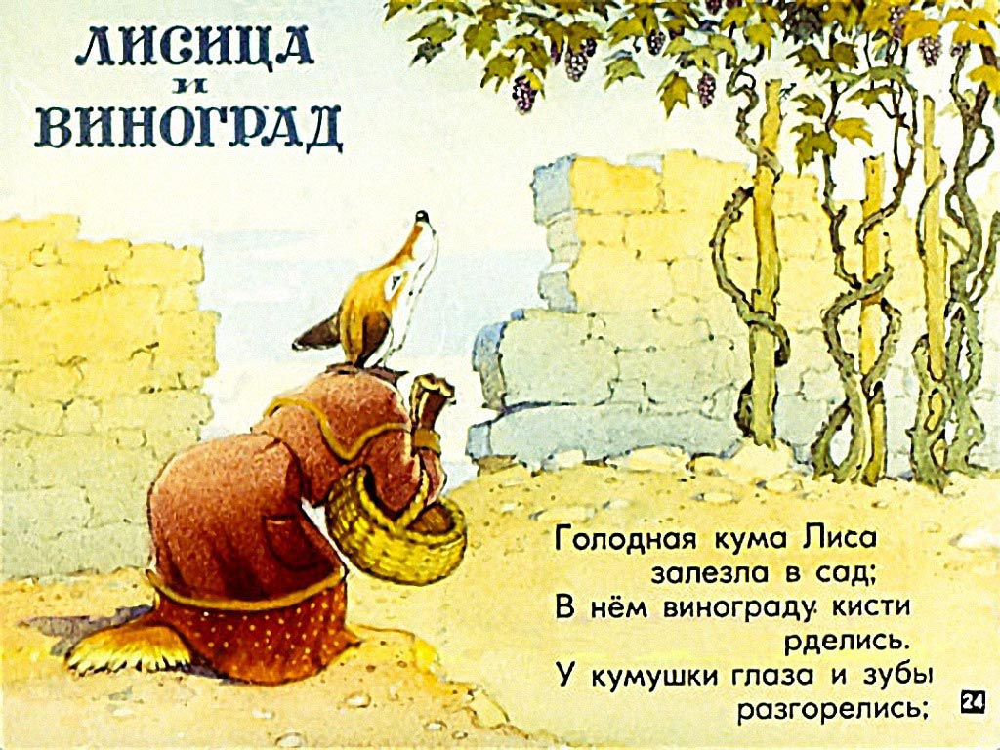 ЛИСИЦА
и
ВИНОГРАД
Голодная кума Лиса
залезла в сад;
В нём винограду кисти
рделись.
У кумушки глаза и зубы
разгорелись;
24